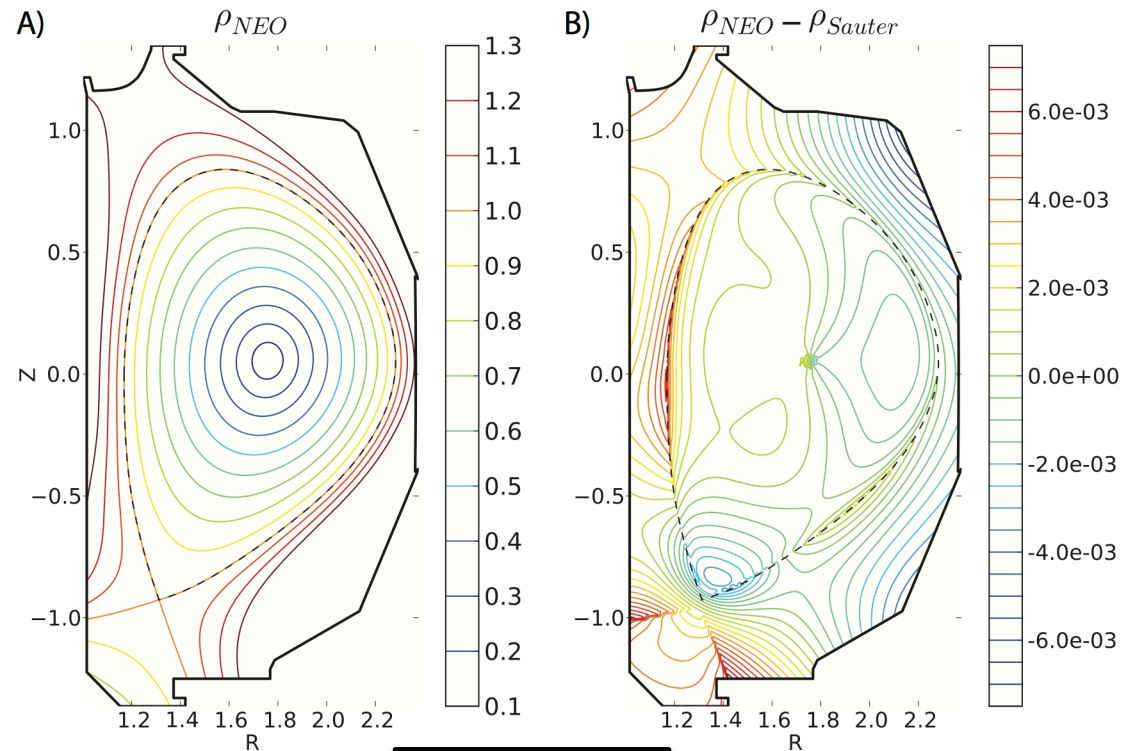 A) ρNEO
1.3
1.2
1.1
1.0
0.9
0.8
0.7
0.6
0.5
0.4
0.3
0.2
0.1
1.0
0.5
0.0
−0.5
−1.0
Z
1.2 1.4 1.6 1.8 2.0 2.2
R
B) ρNEO − ρSauter
6.0e-03
4.0e-03
2.0e-03
0.0e+00
-2.0e-03
-4.0e-03
-6.0e-03
1.0
0.5
0.0
−0.5
−1.0
1.2 1.4 1.6 1.8 2.0 2.2
R